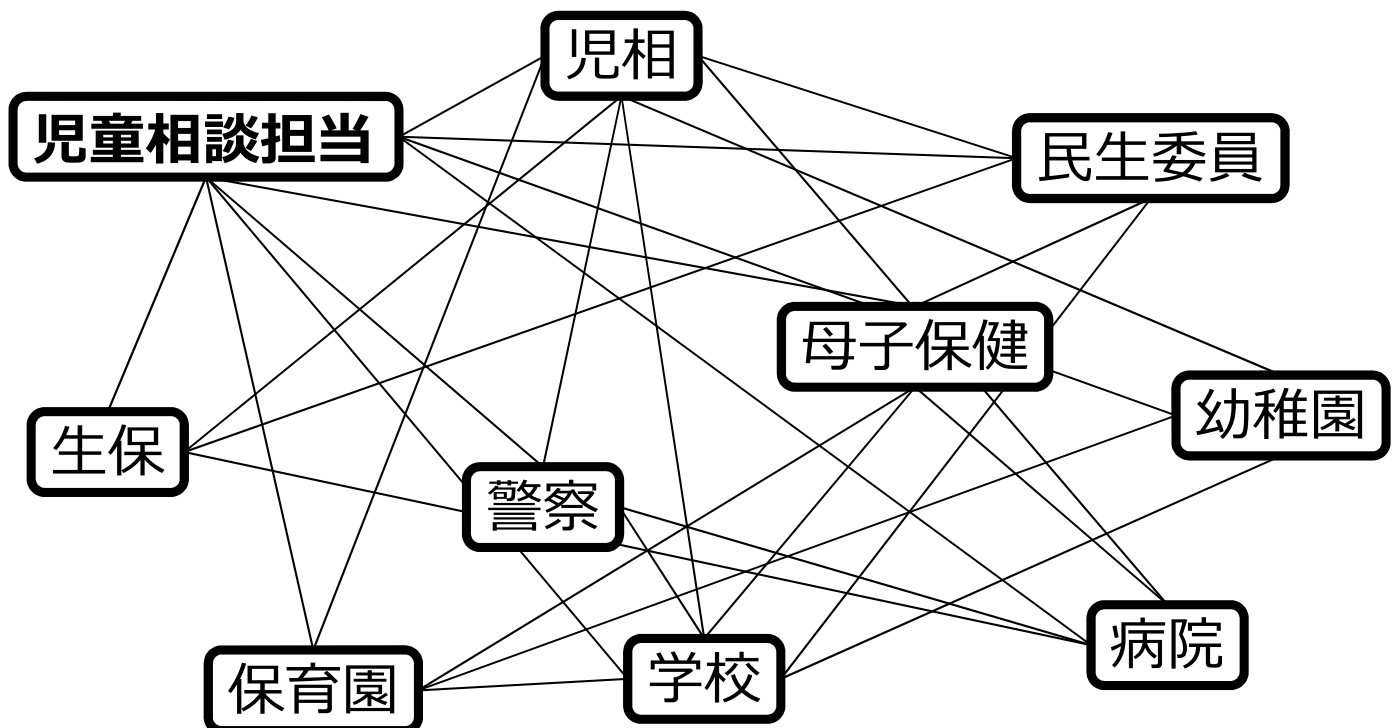 児相
児童相談担当
民生委員
母子保健
幼稚園
生保
警察
病院
学校
保育園